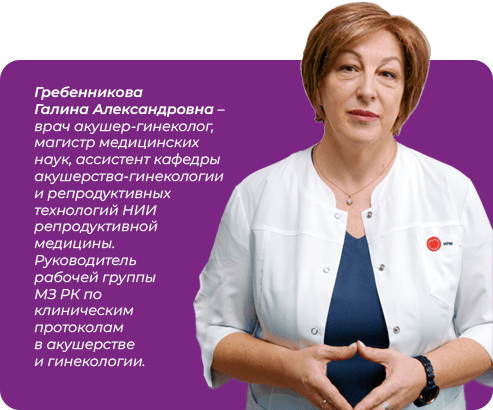 Гребенникова
Галина Александровна –
врач акушер-гинеколог,
магистр медицинских
наук, ассистент кафедры
акушерства-гинекологии
и репродуктивных
технологий НИИ
репродуктивной
медицины.
Руководитель
рабочей группы
МЗ РК по
клиническим
протоколам
в акушерстве
и гинекологии.